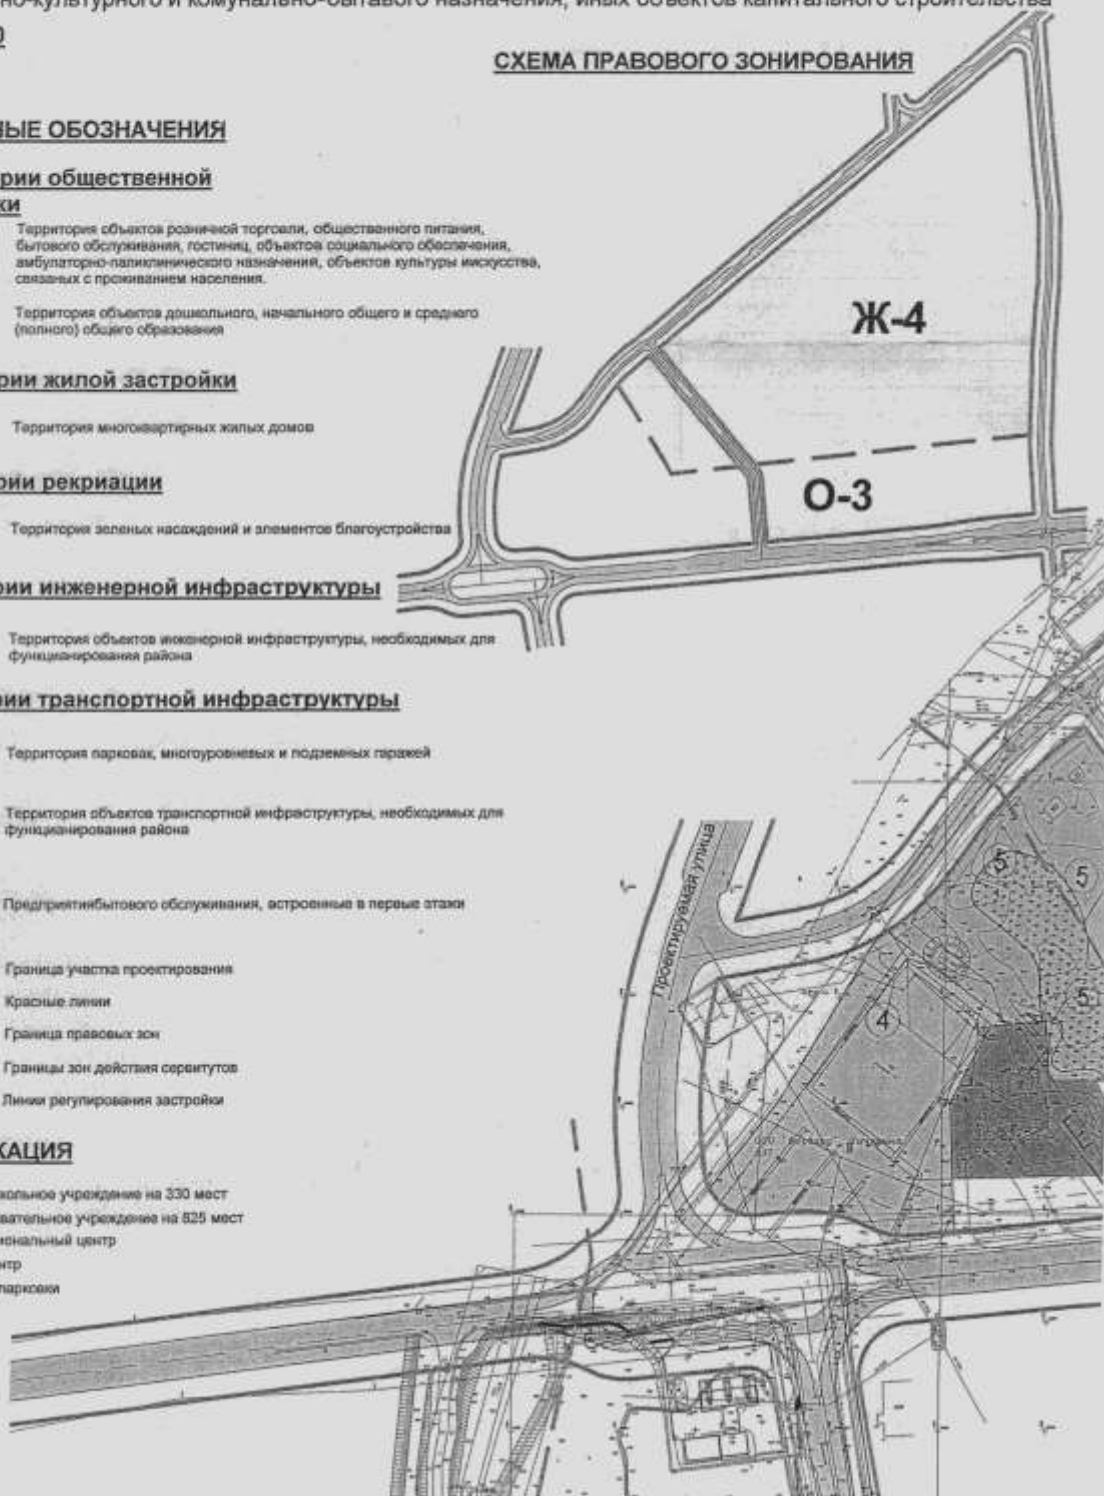 но-культурного и комунально-бытавого назначения, иных объектов капитального строительства
СХЕМА ПРАВОВОГО ЗОНИРОВАНИЯ
НЫЕ ОБОЗНАЧЕНИЯ
рии общественной
ки
Территория объектов розничной торговли, общественного питания,
бытового обслуживания, гостиниц, объектов социального обеспечения,
амбулаторно-паликлинического назначения, объектов культуры иискусства,
связаных с проживанием населения.
Территория объектов дошкольного, начального общего и среднего
(полного) общего образования
рии жилой застройки
Территория многоквартирных жилых домов
рии рекриации
Территория зеленых насаждений и элементов благоустройства
рии инженерной инфраструктуры
Территория объектов инженерной инфраструктуры, необходимых для
функцианирования района
рии транспортной инфраструктуры
Территория парковак, многоуровневых и подземных гаражей
Территория объектов транспортной инфраструктуры, необходимых для
функцианирования района
Предприятиябытового обслуживания, встроенные в первые этажи
Граница участка проектирования
Красные линии
Граница правовых зон
Границы зон действия сервитутов
Линии регулирования застройки
КАЦИЯ
кольное учреждение на 330 мест
вательное учреждение на 825 мест
иональный центр
нтр
парковки
Ж-4
О-3
Проектируемая улица
5
5
5
4